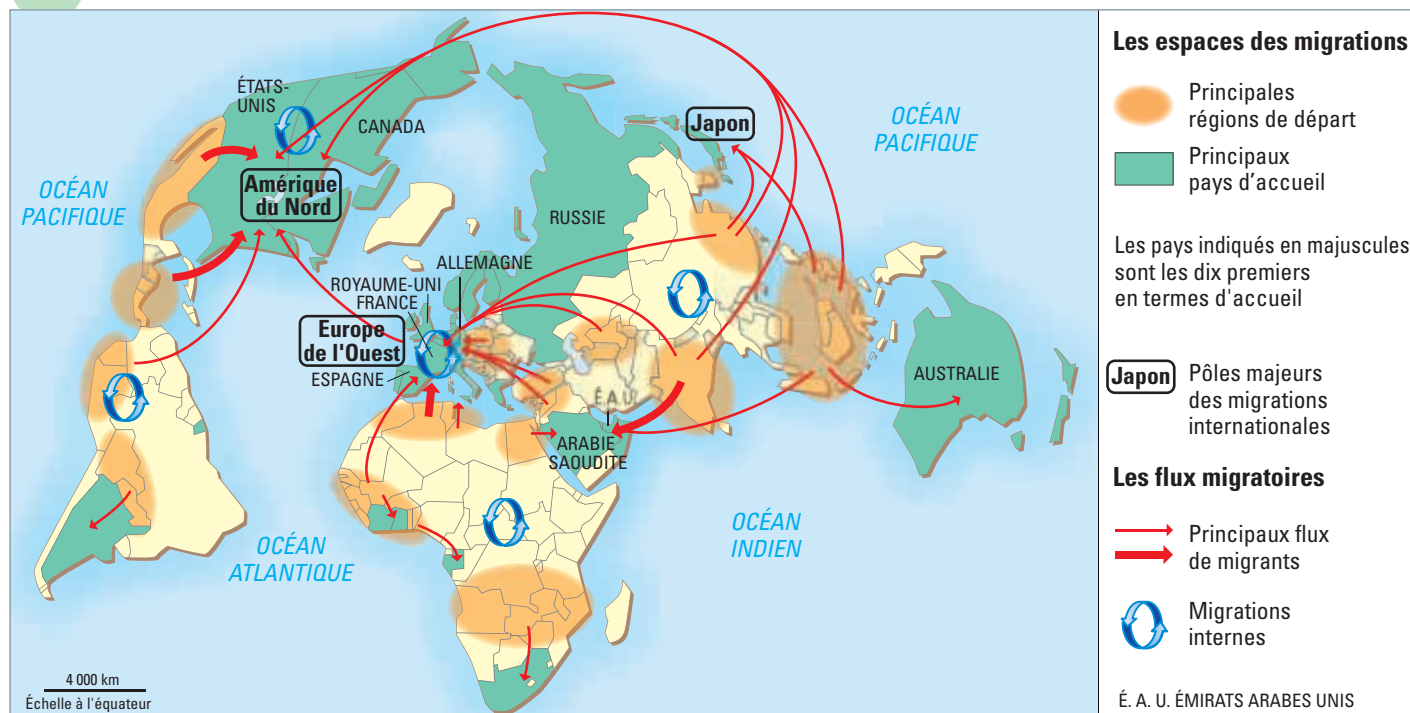 ÉTATS-
UNIS
CANADA
OCÉAN
PACIFIQUE
Amérique
du Nord
Japon
OCÉAN
PACIFIQUE
RUSSIE
ALLEMAGNE
ROYAUME-UNI
FRANCE
Europe
de l'Ouest
ESPAGNE
É.A.U.
ARABIE
SAOUDITE
AUSTRALIE
OCÉAN
ATLANTIQUE
OCÉAN
INDIEN
4 000 km
Échelle à l'équateur
Les espaces des migrations
Principales
régions de départ
Principaux
pays d'accueil
Les pays indiqués en majuscules
sont les dix premiers
en termes d'accueil
Japon
Pôles majeurs
des migrations
internationales
Les flux migratoires
Principaux flux
de migrants
Migrations
internes
É. A. U. ÉMIRATS ARABES UNIS